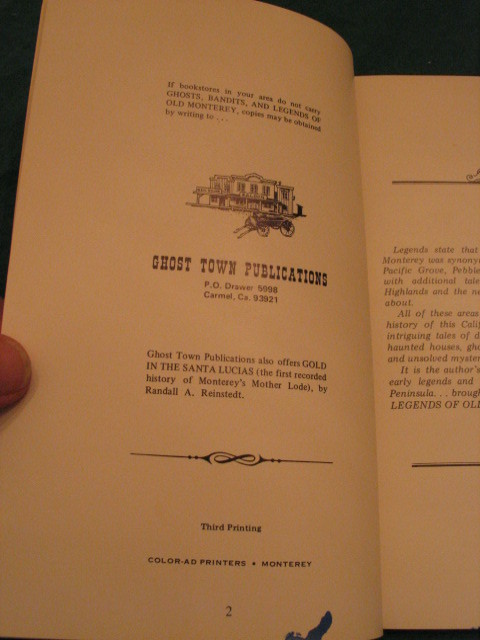 If bookstores in your area do not carry
GHOSTS, BANDITS, AND LEGENDS OF
OLD MONTEREY, copies may be obtained
by writing to . . .
GHOST TOWN PUBLICATIONS
P.O. Drawer 5998
Carmel, Ca. 93921
Ghost Town Publications also offers GOLD
IN THE SANTA LUCIAS (the first recorded
history of Monterey's Mother Lode), by
Randall A. Reinstedt.
Third Printing
COLOR-AD PRINTERS • MONTEREY
2
Legends state that
Monterey was synony
Pacific Grove, Pebble
with additional tale
Highlands and the ne
about.
All of these areas
history of this Calif
intriguing tales of d
haunted houses, gho
and unsolved myster
It is the author's
early legends and
Peninsula. . . brough
LEGENDS OF OL